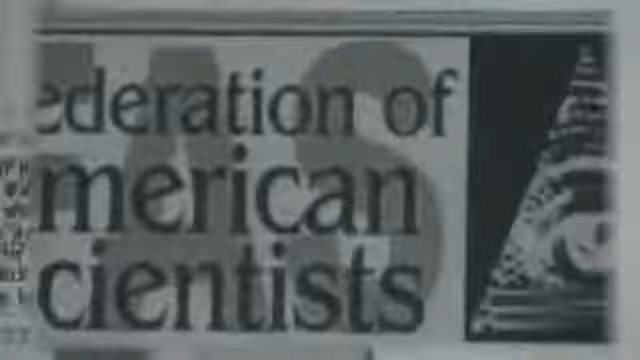 ederation of
merican
cientists